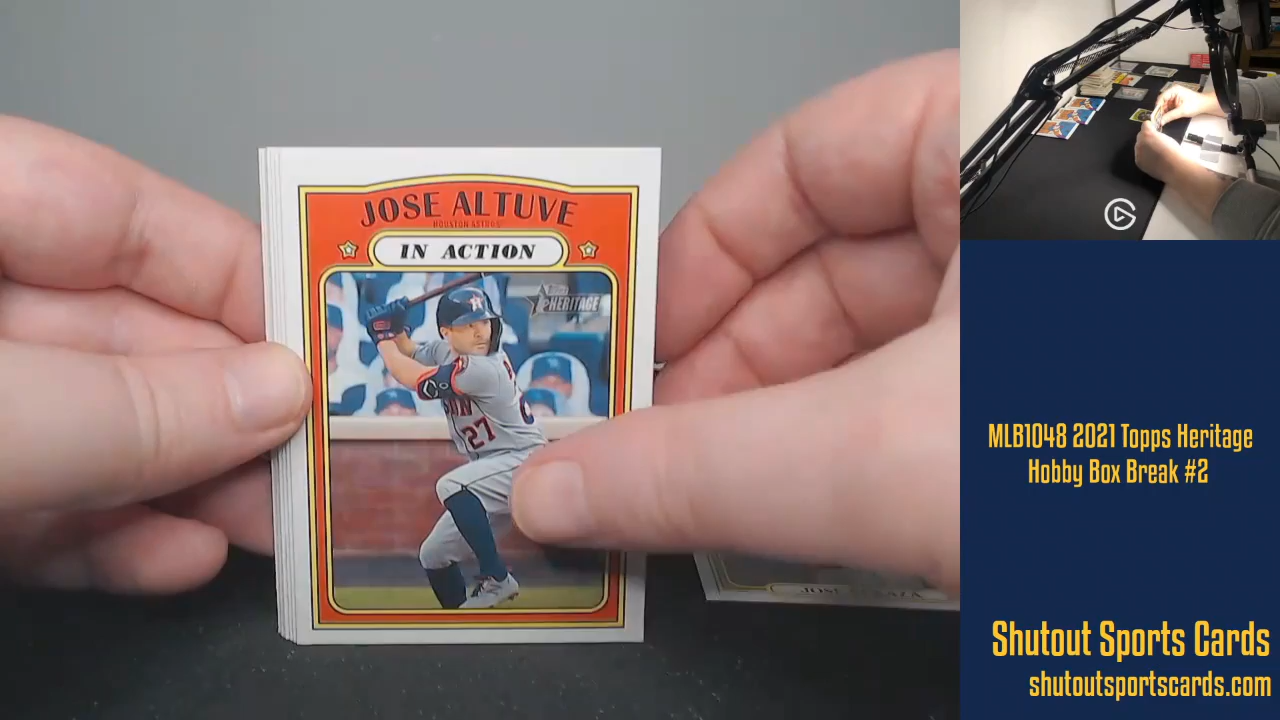 JOSE ALTUVE
HOUSTON ASTROS
IN ACTION
Topps
HERITAGE
27
MLB1048 2021 Topps Heritage
Hobby Box Break #2
Shutout Sports Cards
shutoutsportscards.com